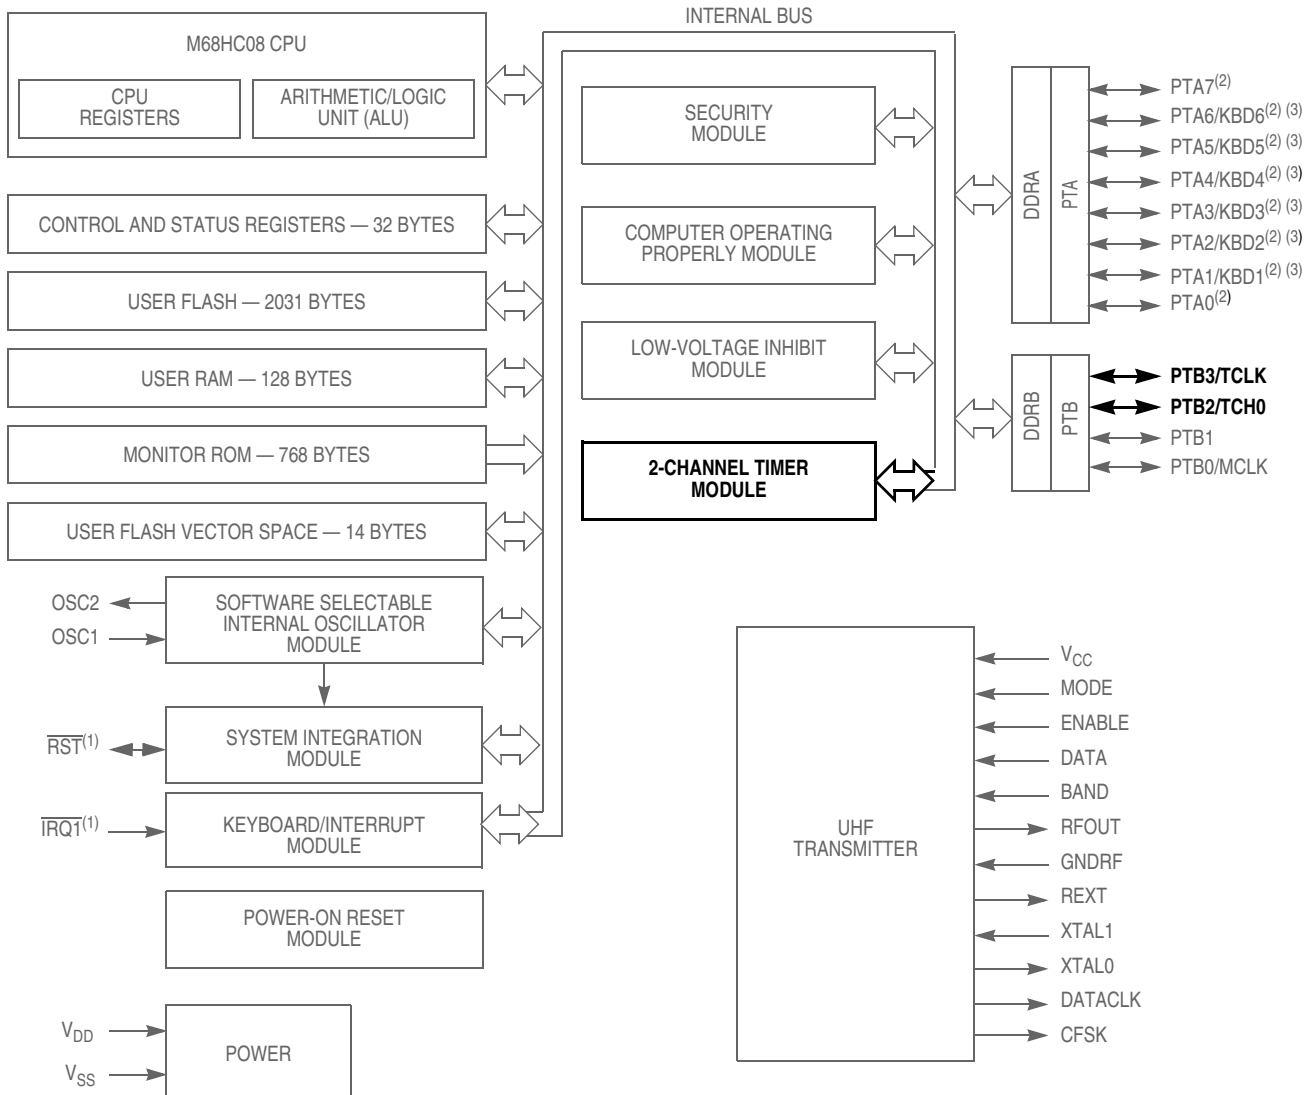 INTERNAL BUS
M68HC08 CPU
CPU
REGISTERS
ARITHMETIC/LOGIC
UNIT (ALU)
CONTROL AND STATUS REGISTERS — 32 BYTES
USER FLASH — 2031 BYTES
USER RAM — 128 BYTES
MONITOR ROM — 768 BYTES
USER FLASH VECTOR SPACE — 14 BYTES
OSC2
OSC1
SOFTWARE SELECTABLE
INTERNAL OSCILLATOR
MODULE
RST(1)
SYSTEM INTEGRATION
MODULE
IRQ1(1)
KEYBOARD/INTERRUPT
MODULE
POWER-ON RESET
MODULE
VDD
VSS
POWER
SECURITY
MODULE
COMPUTER OPERATING
PROPERLY MODULE
LOW-VOLTAGE INHIBIT
MODULE
2-CHANNEL TIMER
MODULE
DDRA
PTA
PTA7(2)
PTA6/KBD6(2) (3)
PTA5/KBD5(2) (3)
PTA4/KBD4(2) (3)
PTA3/KBD3(2) (3)
PTA2/KBD2(2) (3)
PTA1/KBD1(2) (3)
PTA0(2)
DDRB
PTB
PTB3/TCLK
PTB2/TCH0
PTB1
PTB0/MCLK
UHF
TRANSMITTER
VCC
MODE
ENABLE
DATA
BAND
RFOUT
GNDRF
REXT
XTAL1
XTAL0
DATACLK
CFSK